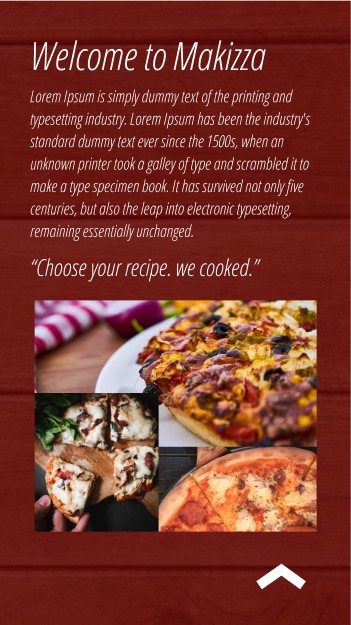 Welcome to Makizza
Lorem Ipsum is simply dummy text of the printing and
typesetting industry. Lorem Ipsum has been the industry's
standard dummy text ever since the 1500s, when an
unknown printer took a galley of type and scrambled it to
make a type specimen book. It has survived not only five
centuries, but also the leap into electronic typesetting,
remaining essentially unchanged.
“Choose your recipe. we cooked.”